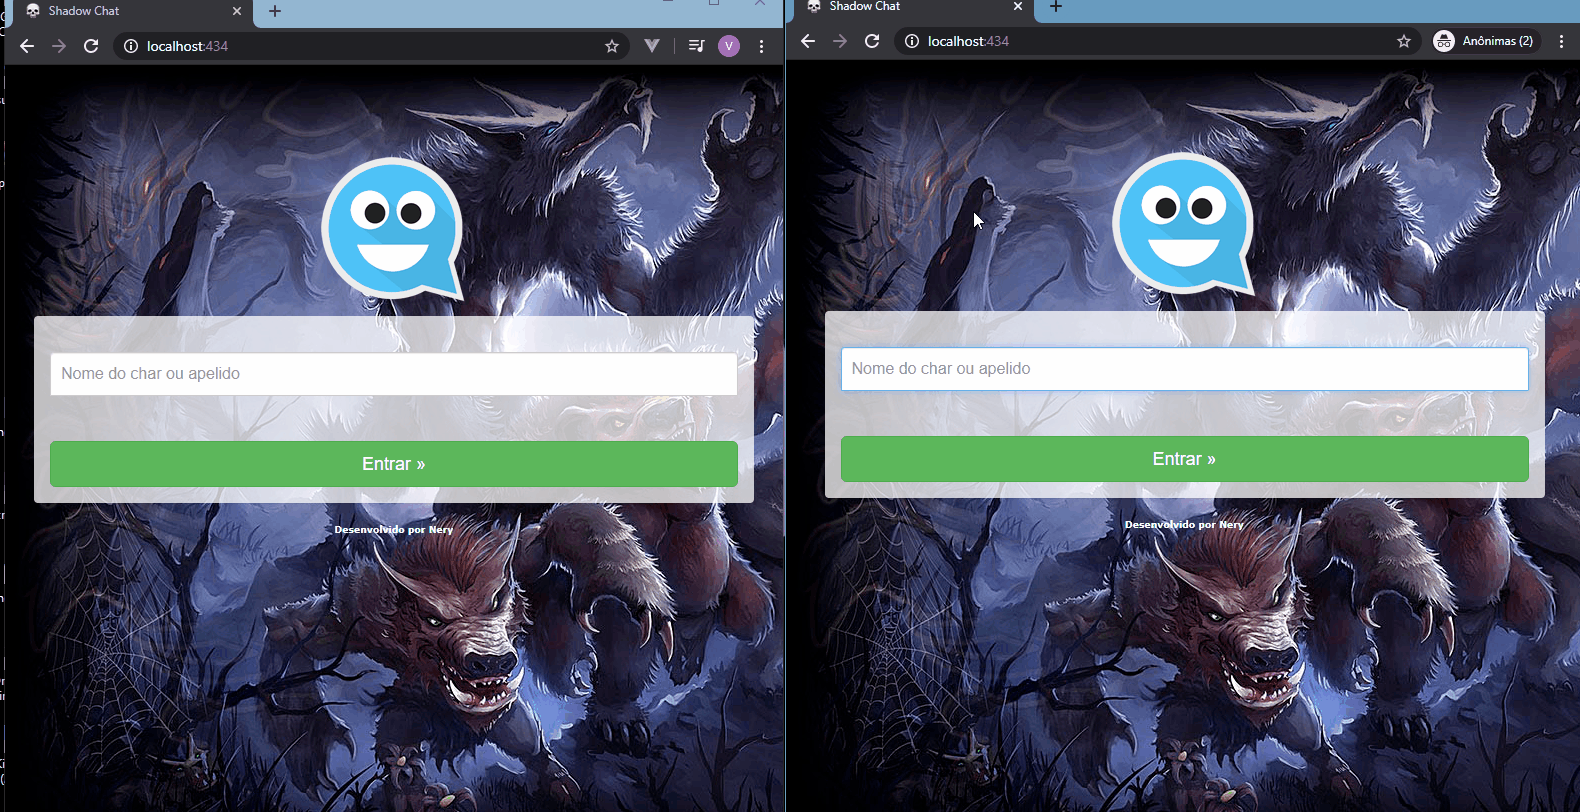 Shadow Chat
localhost:434
V
Nome do char ou apelido
Entrar »
Desenvolvido por Nery
Shadow Chat
localhost:434
Anônimas (2)
Nome do char ou apelido
Entrar »
Desenvolvido por Nery